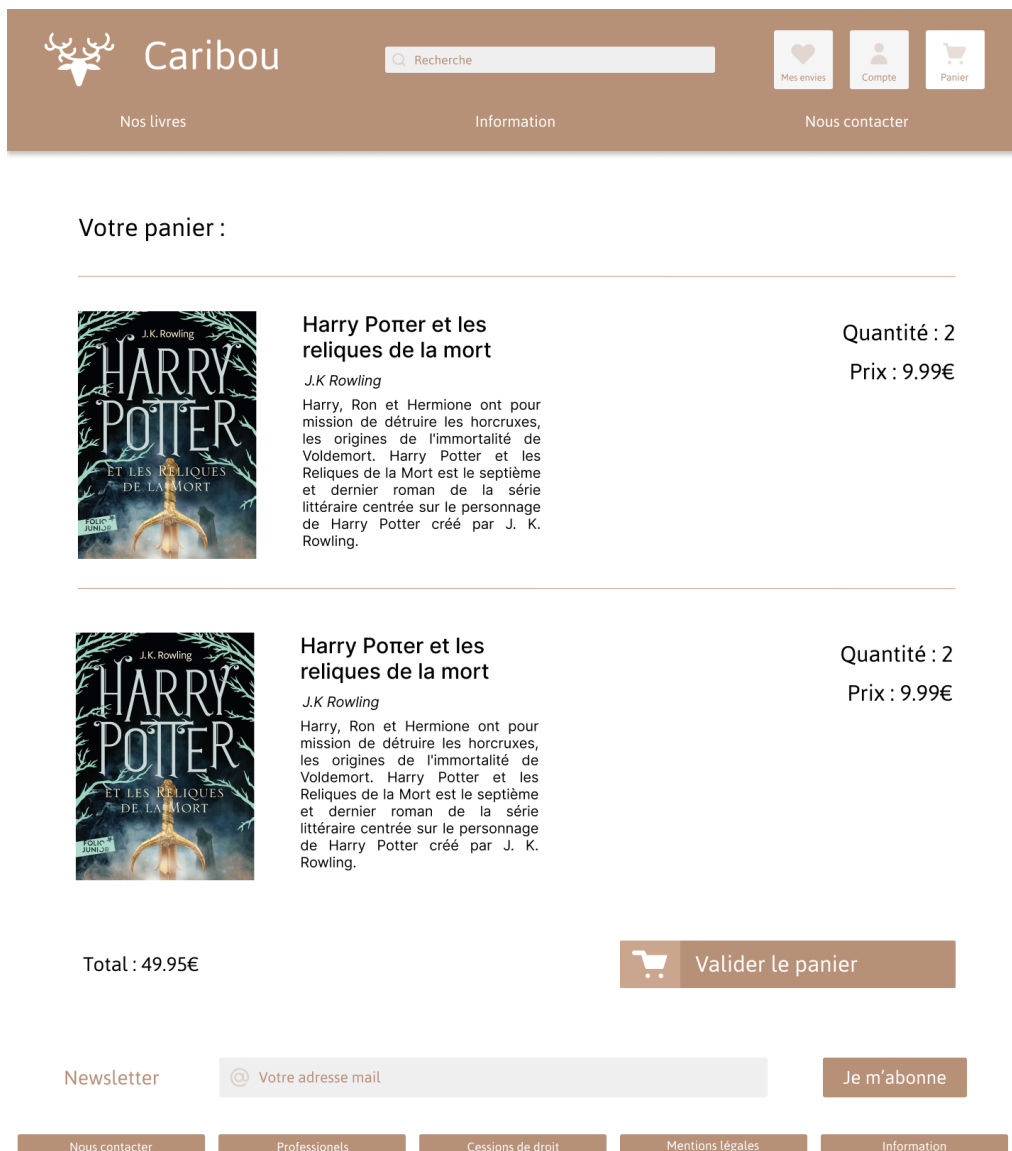 Caribou
Recherche
Mes envies
Compte
Panier
Nos livres
Information
Nous contacter
Votre panier :
J.K. Rowling
HARRY
POTTER
ET LES RELIQUES
DE LA MORT
FOLIO
JUNIOR
Harry Potter et les
reliques de la mort
J.K Rowling
Harry, Ron et Hermione ont pour
mission de détruire les horcruxes,
les origines de l'immortalité de
Voldemort. Harry Potter et les
Reliques de la Mort est le septième
et dernier roman de la série
littéraire centrée sur le personnage
de Harry Potter créé par J. K.
Rowling.
Quantité : 2
Prix : 9.99€
J.K. Rowling
HARRY
POTTER
ET LES RELIQUES
DE LA MORT
FOLIO
JUNIOR
Harry Potter et les
reliques de la mort
J.K Rowling
Harry, Ron et Hermione ont pour
mission de détruire les horcruxes,
les origines de l'immortalité de
Voldemort. Harry Potter et les
Reliques de la Mort est le septième
et dernier roman de la série
littéraire centrée sur le personnage
de Harry Potter créé par J. K.
Rowling.
Quantité : 2
Prix : 9.99€
Total : 49.95€
Valider le panier
Newsletter
@ Votre adresse mail
Je m’abonne
Nous contacter
Professionels
Cessions de droit
Mentions légales
Information